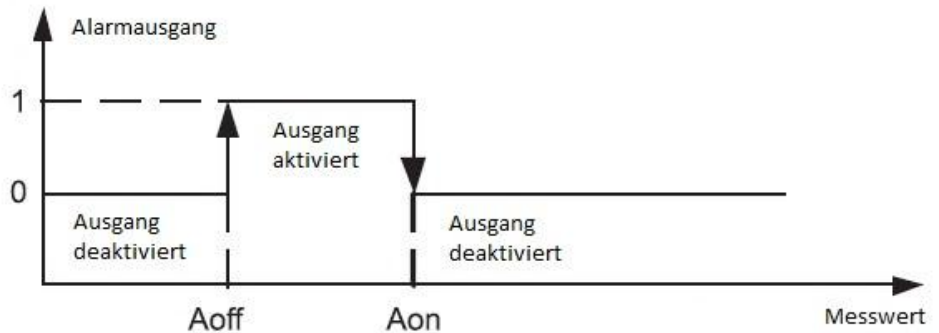 Alarmausgang
1
Ausgang
aktiviert
0
Ausgang
deaktiviert
Ausgang
deaktiviert
Aoff
Aon
Messwert